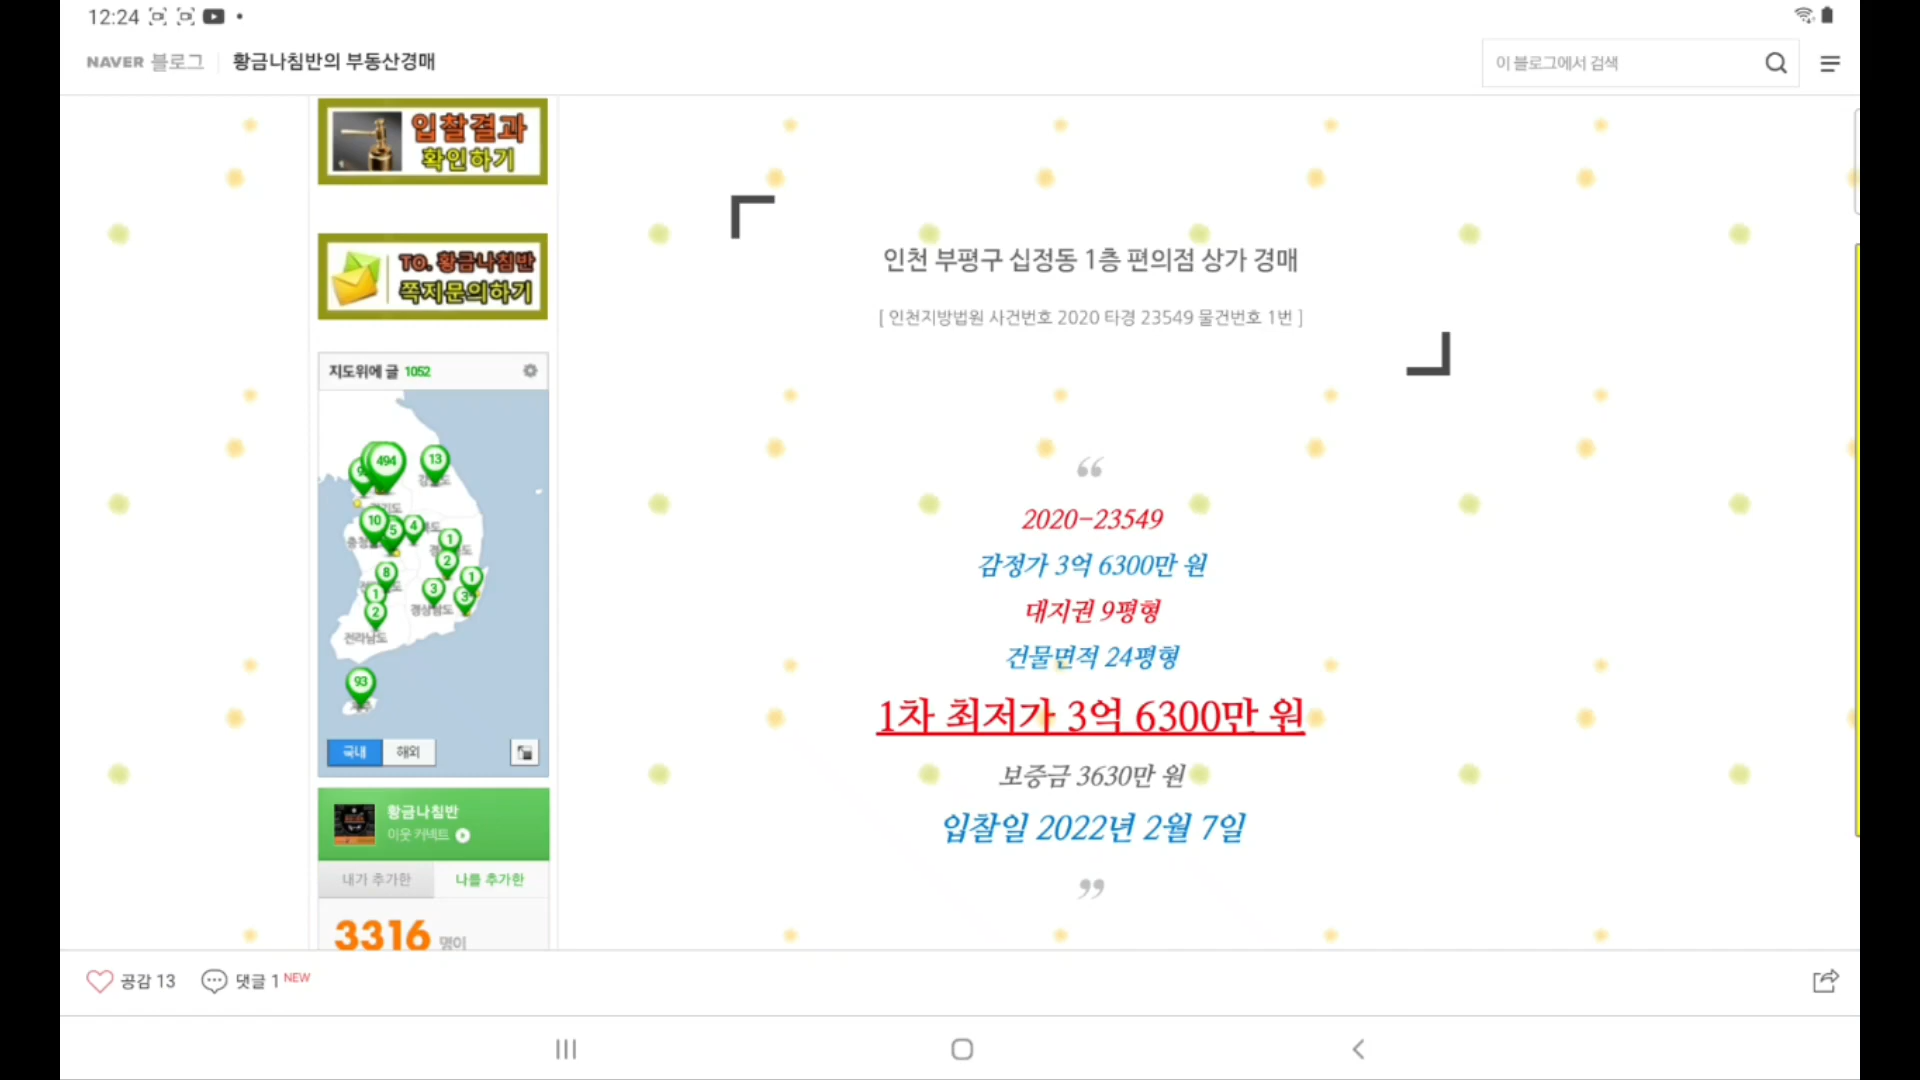 12:24
NAVER 블로그
황금나침반의 부동산경매
이 블로그에서 검색
입찰결과
확인하기
TO. 황금나침반
쪽지문의하기
지도위에 글 1052
494
13
10
5
4
1
2
8
1
1
3
3
2
경상남도
전라남도
93
국내
해외
황금나침반
이웃 커넥트
내가 추가한
나를 추가한
3316 명이
인천 부평구 십정동 1층 편의점 상가 경매
[ 인천지방법원 사건번호 2020 타경 23549 물건번호 1번 ]
2020-23549
감정가 3억 6300만 원
대지권 9평형
건물면적 24평형
1차 최저가 3억 6300만 원
보증금 3630만 원
입찰일 2022년 2월 7일
공감 13
댓글 1 NEW